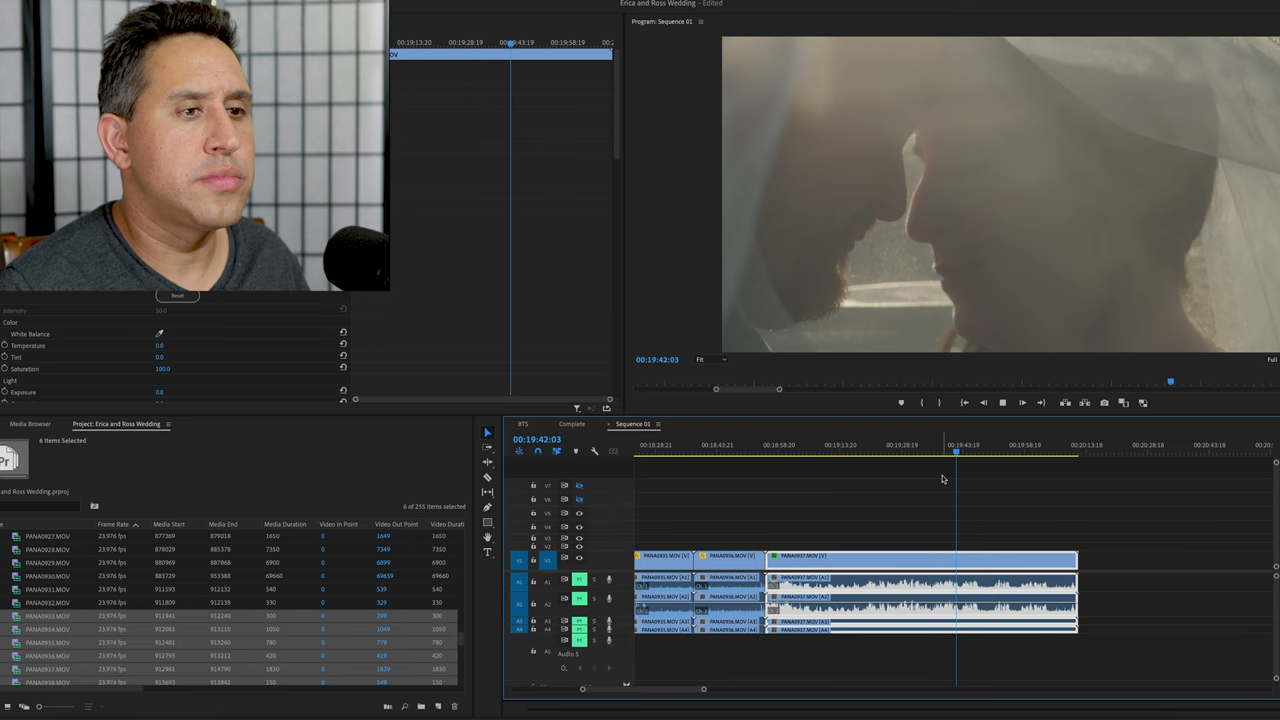 Erica and Ross Wedding - Edited
Program: Sequence 01
00:19:13:20 00:19:28:19 00:19:43:19 00:19:58:19
Reset
Intensity 50.0
Color
White Balance
Temperature 0.0
Tint 0.0
Saturation 100.0
Light
Exposure 0.0
00:19:42:03 Fit Full
Media Browser Project: Erica and Ross Wedding
6 Items Selected
Pr
and Ross Wedding.prproj
6 of 255 items selected
Name Frame Rate Media Start Media End Media Duration Video In Point Video Out Point Video Durati
PANA0927.MOV 23.976 fps 877369 879018 1650 0 1649 1650
PANA0928.MOV 23.976 fps 878029 885378 7350 0 7349 7350
PANA0929.MOV 23.976 fps 880969 887868 6900 0 6899 6900
PANA0930.MOV 23.976 fps 883729 953388 69660 0 69659 69660
PANA0931.MOV 23.976 fps 911593 912132 540 0 539 540
PANA0932.MOV 23.976 fps 911809 912138 330 0 329 330
PANA0933.MOV 23.976 fps 911941 912240 300 0 299 300
PANA0934.MOV 23.976 fps 912061 913110 1050 0 1049 1050
PANA0935.MOV 23.976 fps 912481 913260 780 0 779 780
PANA0936.MOV 23.976 fps 912793 913212 420 0 419 420
PANA0937.MOV 23.976 fps 912961 914790 1830 0 1829 1830
PANA0938.MOV 23.976 fps 913693 913842 150 0 149 150
BTS Complete Sequence 01
00:19:42:03
00:18:28:21 00:18:43:21 00:18:58:20 00:19:13:20 00:19:28:19 00:19:43:19 00:19:58:19 00:20:13:18 00:20:28:18 00:20:43:18 00:20:
V7
V6
V5
V4
V3
V2
V1 V1 PANA0935.MOV [V] PANA0936.MOV [V] PANA0937.MOV [V]
A1 A1 S PANA0935.MOV [A1] PANA0936.MOV [A1] PANA0937.MOV [A1]
A2 S PANA0935.MOV [A2] PANA0936.MOV [A2] PANA0937.MOV [A2]
A3 S PANA0935.MOV [A3] PANA0936.MOV [A3] PANA0937.MOV [A3]
A4 PANA0935.MOV [A4] PANA0936.MOV [A4] PANA0937.MOV [A4]
S
A5
Audio 5